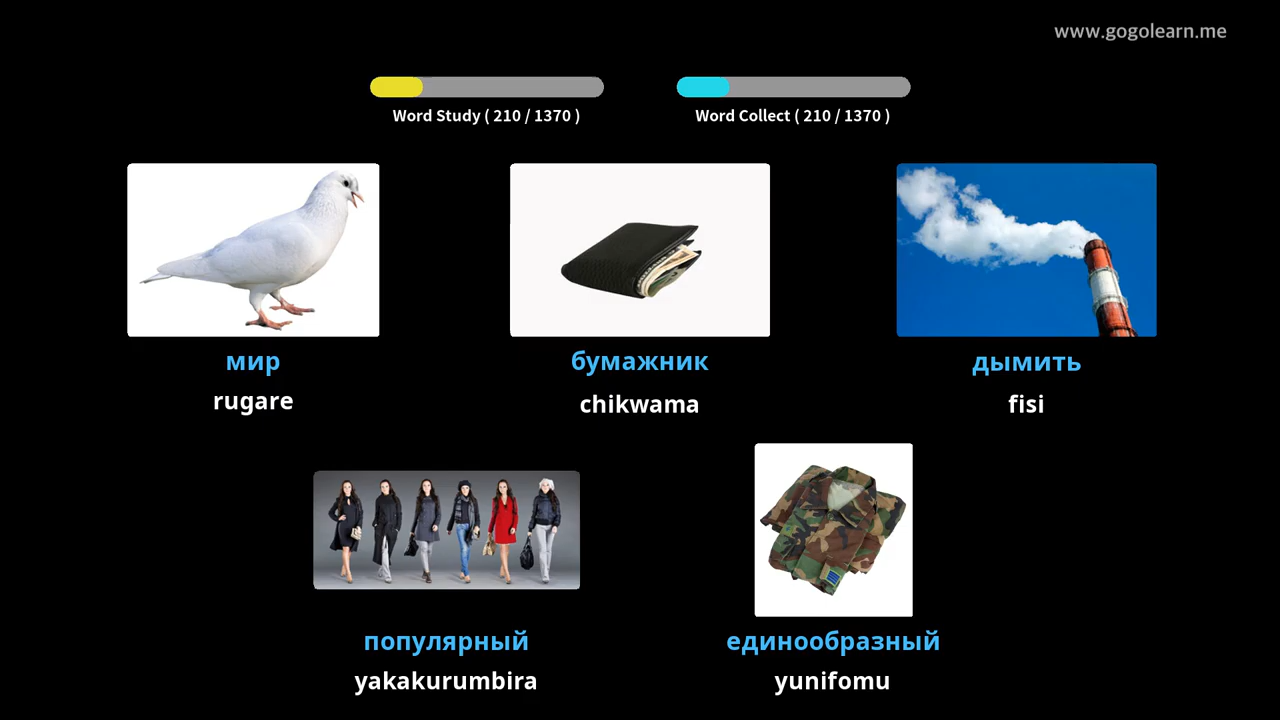 www.gogolearn.me
Word Study ( 210 / 1370 )
Word Collect ( 210 / 1370 )
мир
бумажник
дымить
rugare
chikwama
fisi
популярный
единообразный
yakakurumbira
yunifomu